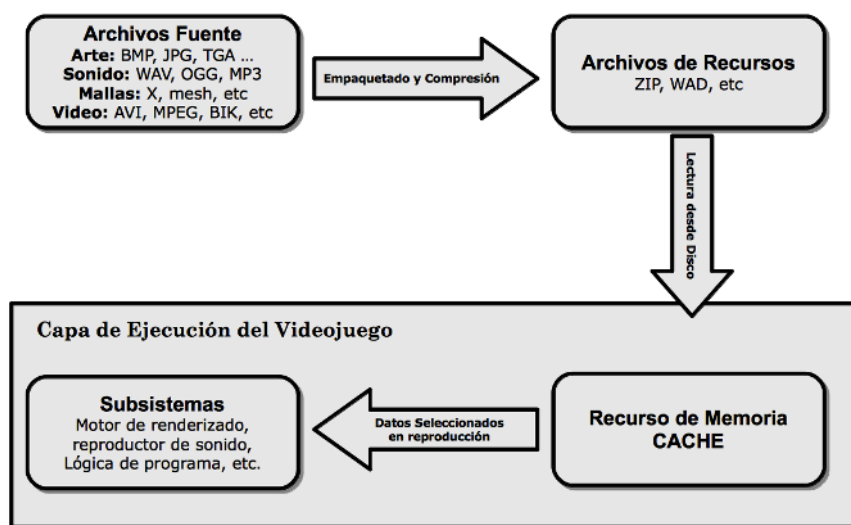 Archivos Fuente
Arte: BMP, JPG, TGA ...
Sonido: WAV, OGG, MP3
Mallas: X, mesh, etc
Video: AVI, MPEG, BIK, etc
Empaquetado y Compresión
Archivos de Recursos
ZIP, WAD, etc
Lectura desde Disco
Capa de Ejecución del Videojuego
Subsistemas
Motor de renderizado,
reproductor de sonido,
Lógica de programa, etc.
Datos Seleccionados
en reproducción
Recurso de Memoria
CACHE